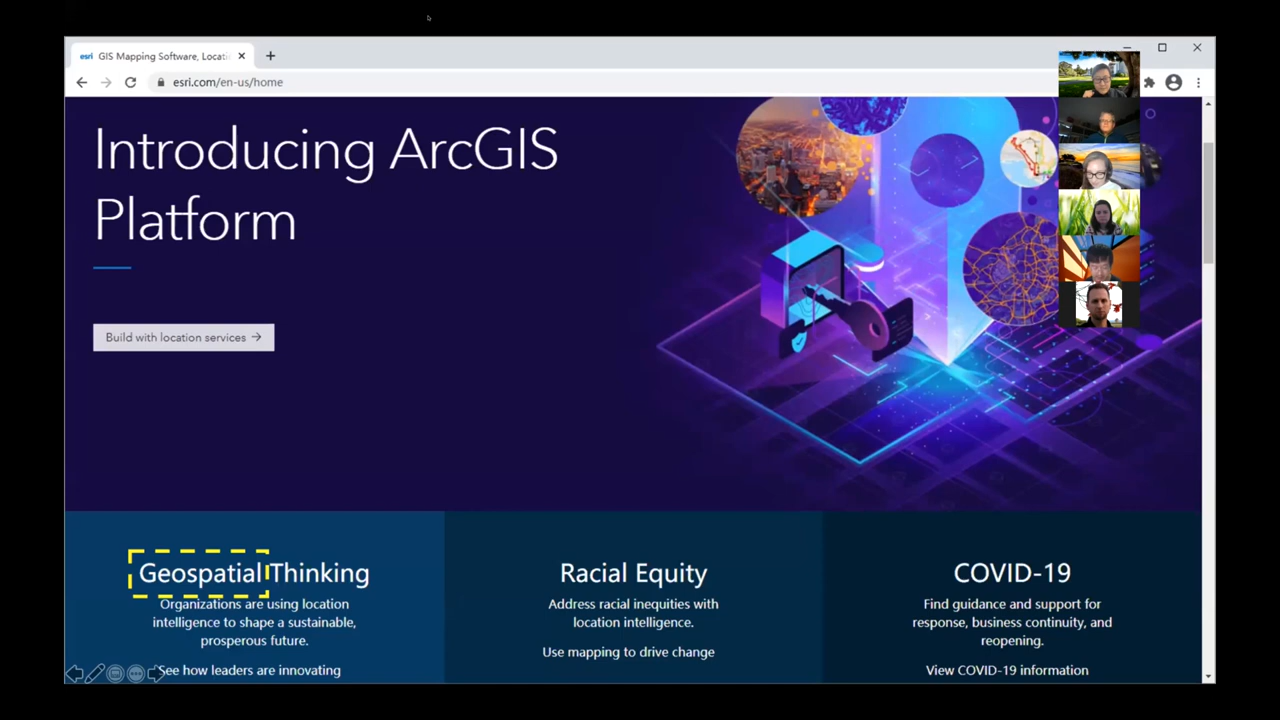 esri GIS Mapping Software, Locati
esri.com/en-us/home
Introducing ArcGIS
Platform
Build with location services →
Geospatial Thinking
Organizations are using location
intelligence to shape a sustainable,
prosperous future.
See how leaders are innovating
Racial Equity
Address racial inequities with
location intelligence.
Use mapping to drive change
COVID-19
Find guidance and support for
response, business continuity, and
reopening.
View COVID-19 information